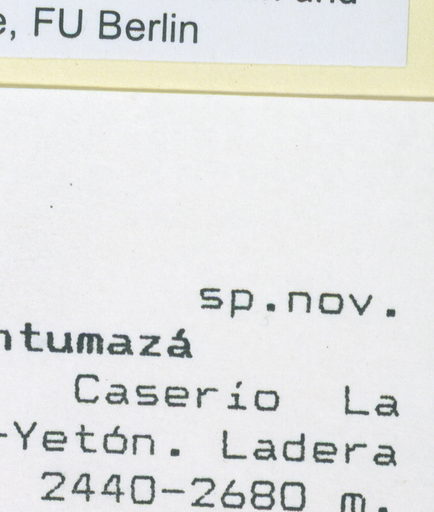 , FU Berlin
sp.nov.
ntumazá
Caserío La
-Yetón. Ladera
2440-2680 m.